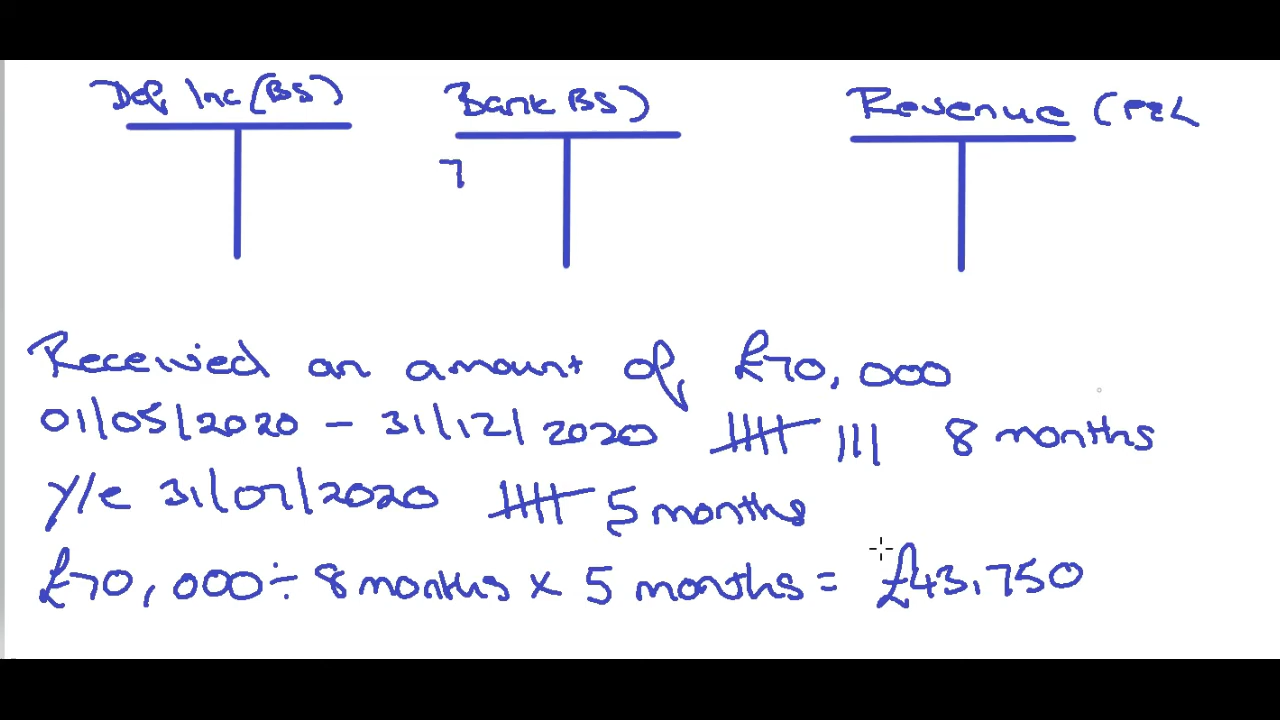 Def Inc (BS) Bank BS) Revenue (P&L
7
Received an amount of £70,000
01/05/2020 - 31/12/2020 8 months
y/e 31/07/2020 5 months
£70,000 ÷ 8 months x 5 months = £43,750